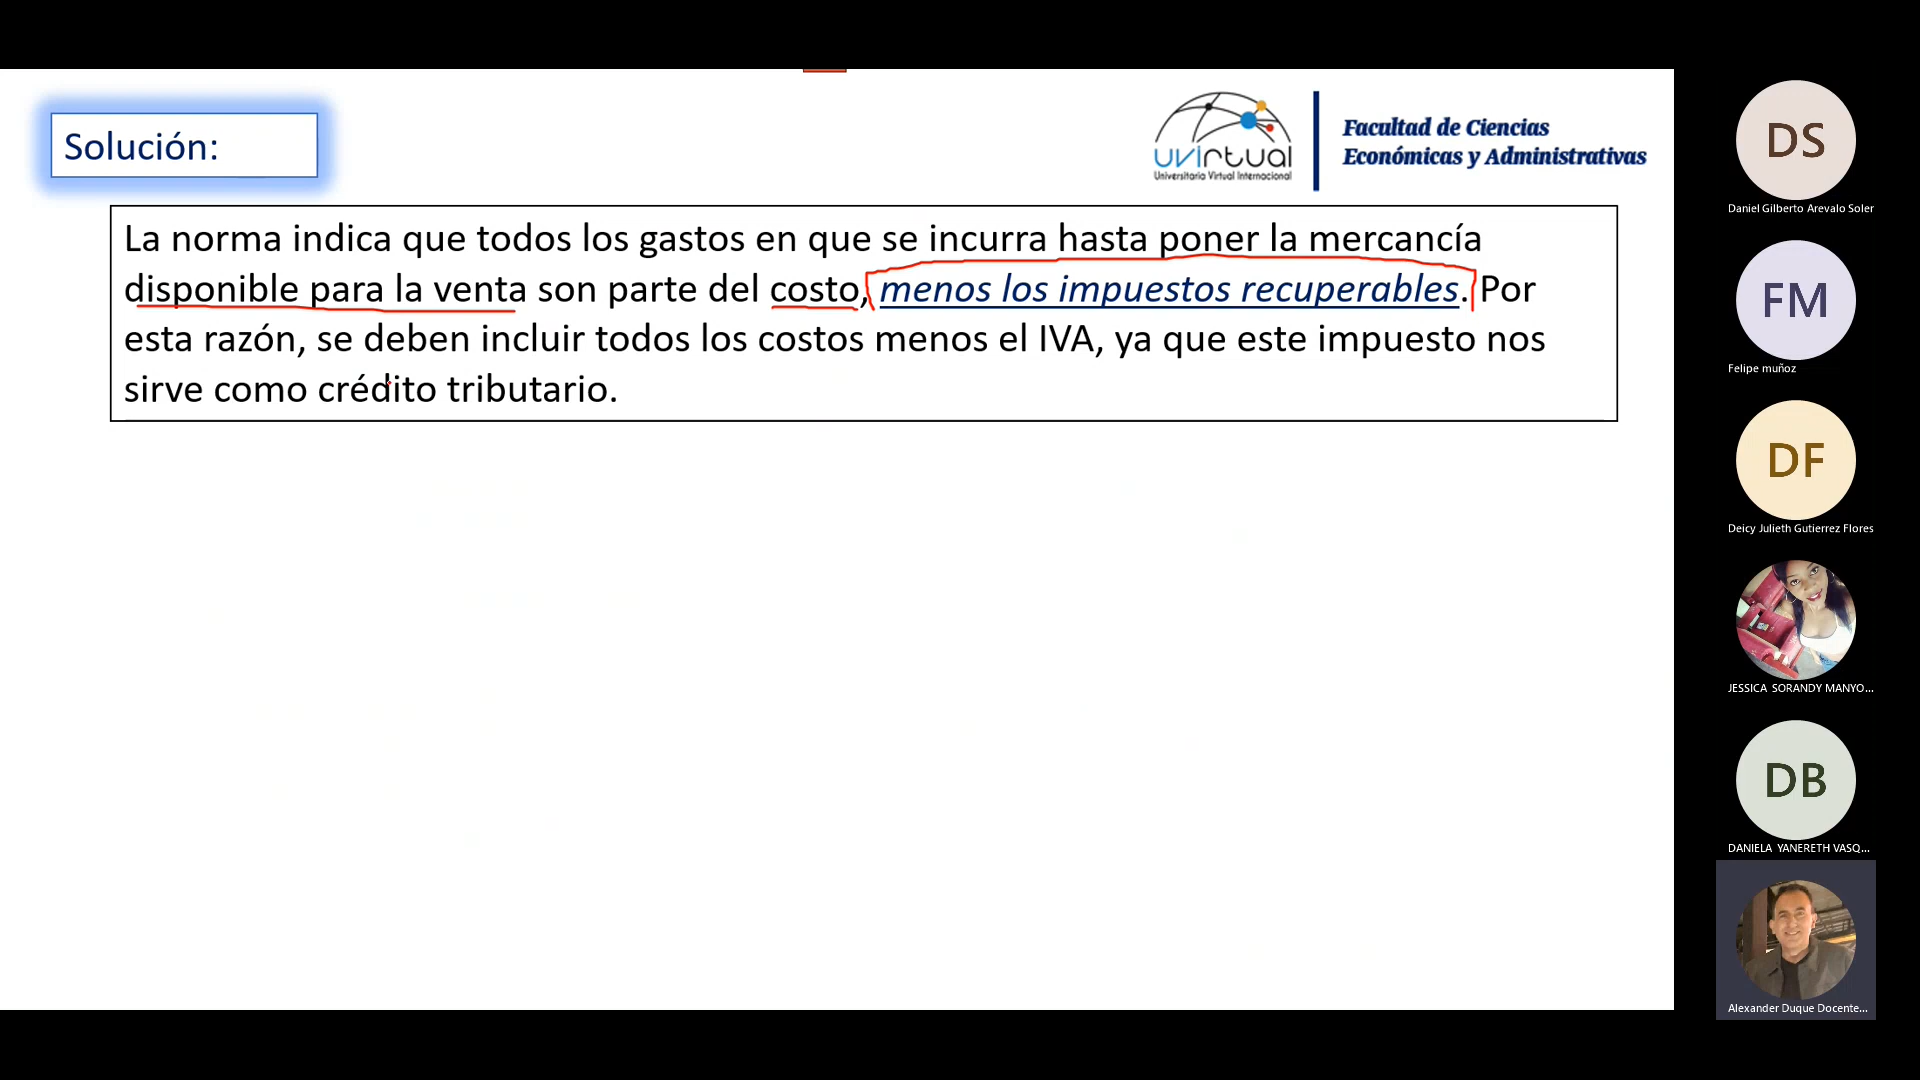 Solución:
uvirtual
Universitaria Virtual Internacional
Facultad de Ciencias
Económicas y Administrativas
La norma indica que todos los gastos en que se incurra hasta poner la mercancía
disponible para la venta son parte del costo, menos los impuestos recuperables. Por
esta razón, se deben incluir todos los costos menos el IVA, ya que este impuesto nos
sirve como crédito tributario.
DS
Daniel Gilberto Arevalo Soler
FM
Felipe muñoz
DF
Deicy Julieth Gutierrez Flores
JESSICA SORANDY MANYO...
DB
DANIELA YANERETH VASQ...
Alexander Duque Docente...